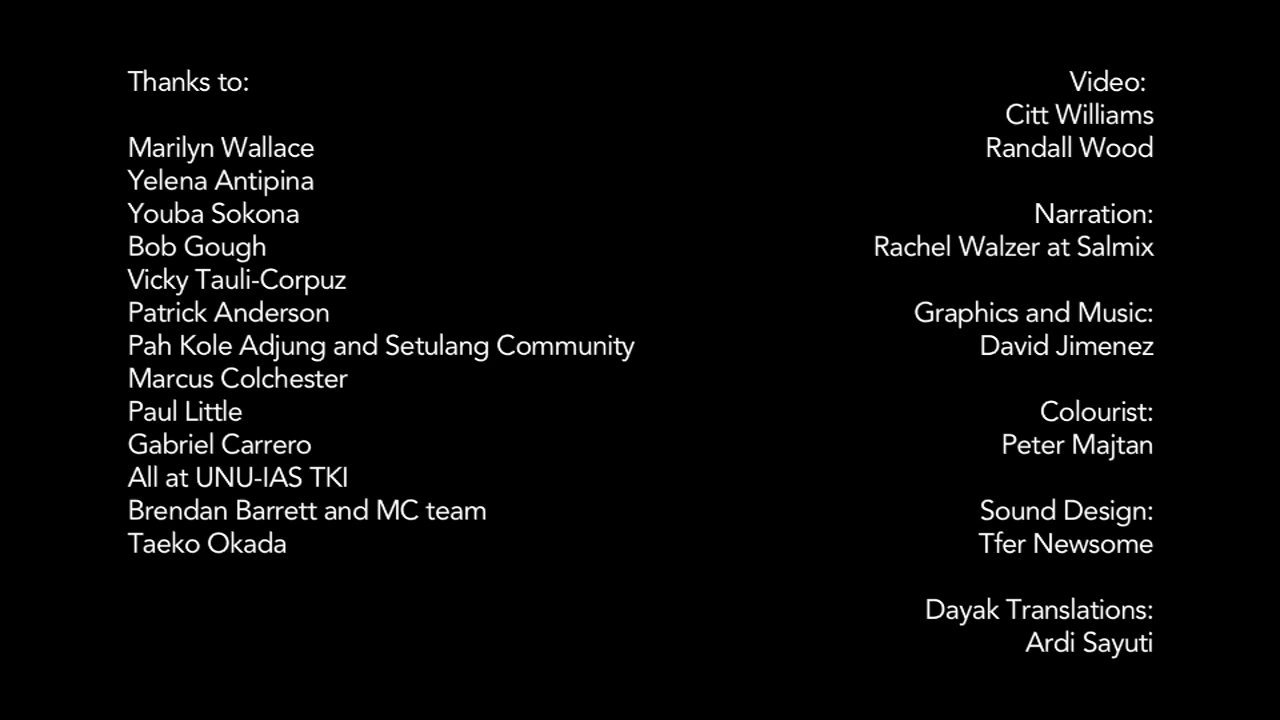 Thanks to:
Marilyn Wallace
Yelena Antipina
Youba Sokona
Bob Gough
Vicky Tauli-Corpuz
Patrick Anderson
Pah Kole Adjung and Setulang Community
Marcus Colchester
Paul Little
Gabriel Carrero
All at UNU-IAS TKI
Brendan Barrett and MC team
Taeko Okada
Video:
Citt Williams
Randall Wood
Narration:
Rachel Walzer at Salmix
Graphics and Music:
David Jimenez
Colourist:
Peter Majtan
Sound Design:
Tfer Newsome
Dayak Translations:
Ardi Sayuti